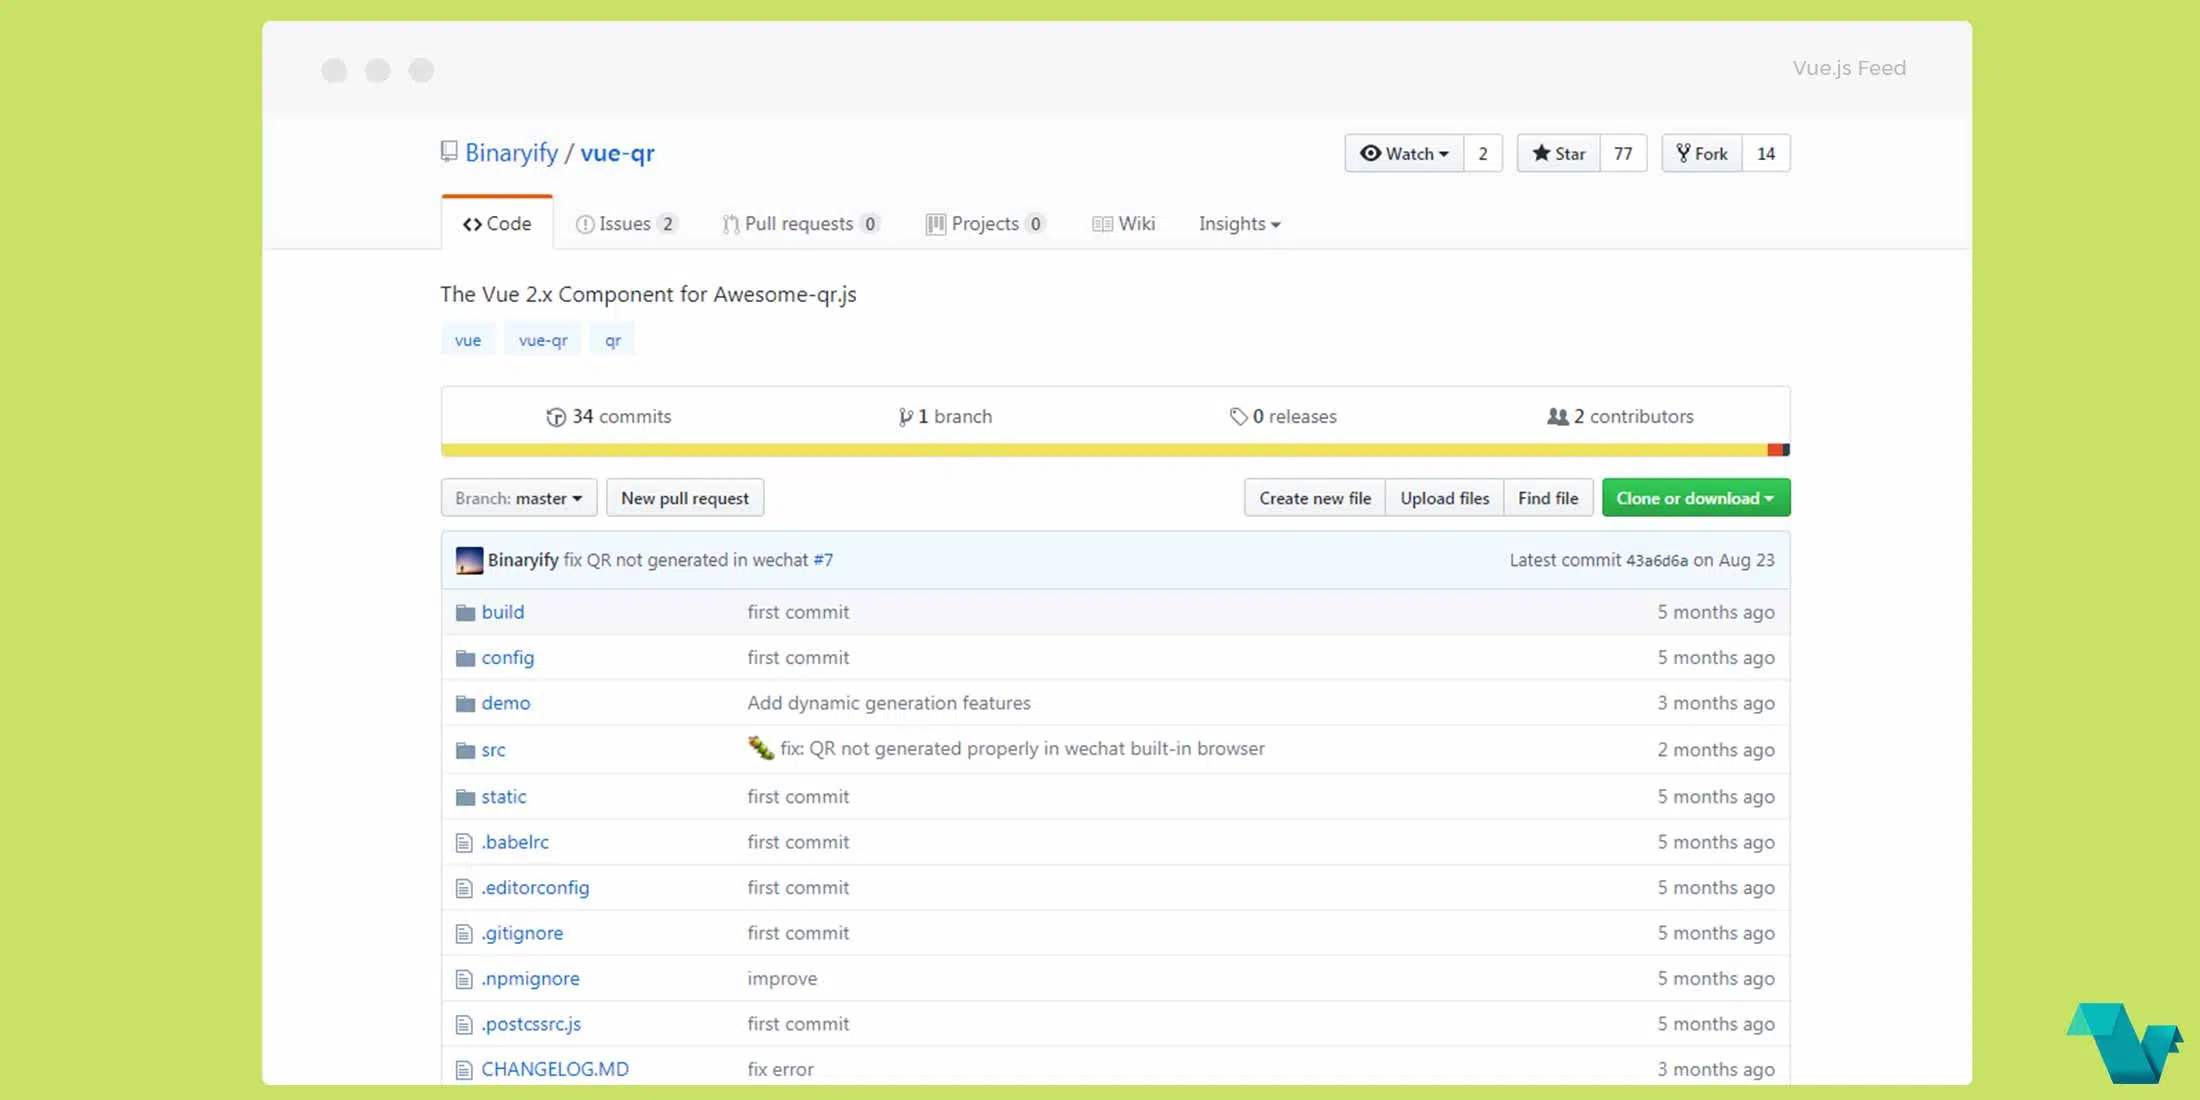 Vue.js Feed
Binaryify / vue-qr
Watch 2 Star 77 Fork 14
Code Issues 2 Pull requests 0 Projects 0 Wiki Insights
The Vue 2.x Component for Awesome-qr.js
vue vue-qr qr
34 commits 1 branch 0 releases 2 contributors
Branch: master New pull request Create new file Upload files Find file Clone or download
Binaryify fix QR not generated in wechat #7 Latest commit 43a6d6a on Aug 23
build first commit 5 months ago
config first commit 5 months ago
demo Add dynamic generation features 3 months ago
src fix: QR not generated properly in wechat built-in browser 2 months ago
static first commit 5 months ago
.babelrc first commit 5 months ago
.editorconfig first commit 5 months ago
.gitignore first commit 5 months ago
.npmignore improve 5 months ago
.postcssrc.js first commit 5 months ago
CHANGELOG.MD fix error 3 months ago